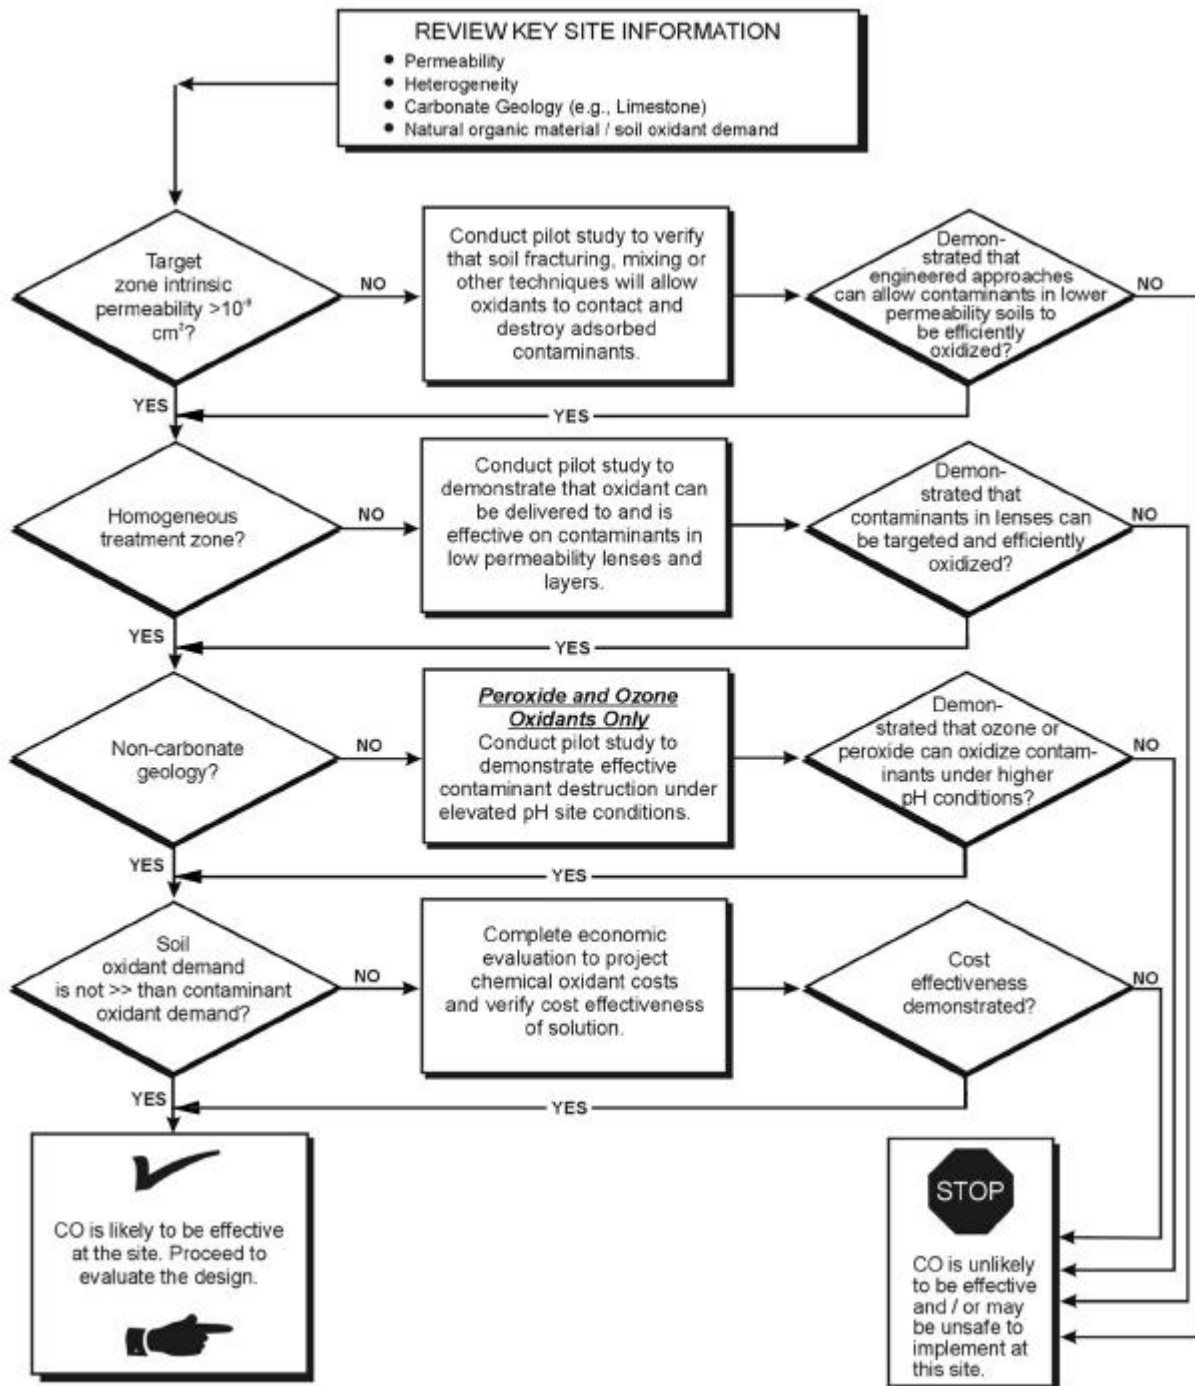 REVIEW KEY SITE INFORMATION
• Permeability
• Heterogeneity
• Carbonate Geology (e.g., Limestone)
• Natural organic material / soil oxidant demand
Target
zone intrinsic
permeability >10⁻⁹
cm²?
NO
Conduct pilot study to verify
that soil fracturing, mixing or
other techniques will allow
oxidants to contact and
destroy adsorbed
contaminants.
Demon-
strated that
engineered approaches
can allow contaminants in lower
permeability soils to
be efficiently
oxidized?
NO
YES
YES
Homogeneous
treatment zone?
NO
Conduct pilot study to
demonstrate that oxidant can
be delivered to and is
effective on contaminants in
low permeability lenses and
layers.
Demon-
strated that
contaminants in lenses can
be targeted and efficiently
oxidized?
NO
YES
YES
Non-carbonate
geology?
NO
Peroxide and Ozone
Oxidants Only
Conduct pilot study to
demonstrate effective
contaminant destruction under
elevated pH site conditions.
Demon-
strated that ozone or
peroxide can oxidize contam-
inants under higher
pH conditions?
NO
YES
YES
Soil
oxidant demand
is not >> than contaminant
oxidant demand?
NO
Complete economic
evaluation to project
chemical oxidant costs
and verify cost effectiveness
of solution.
Cost
effectiveness
demonstrated?
NO
YES
YES
CO is likely to be effective
at the site. Proceed to
evaluate the design.
STOP
CO is unlikely
to be effective
and / or may
be unsafe to
implement at
this site.